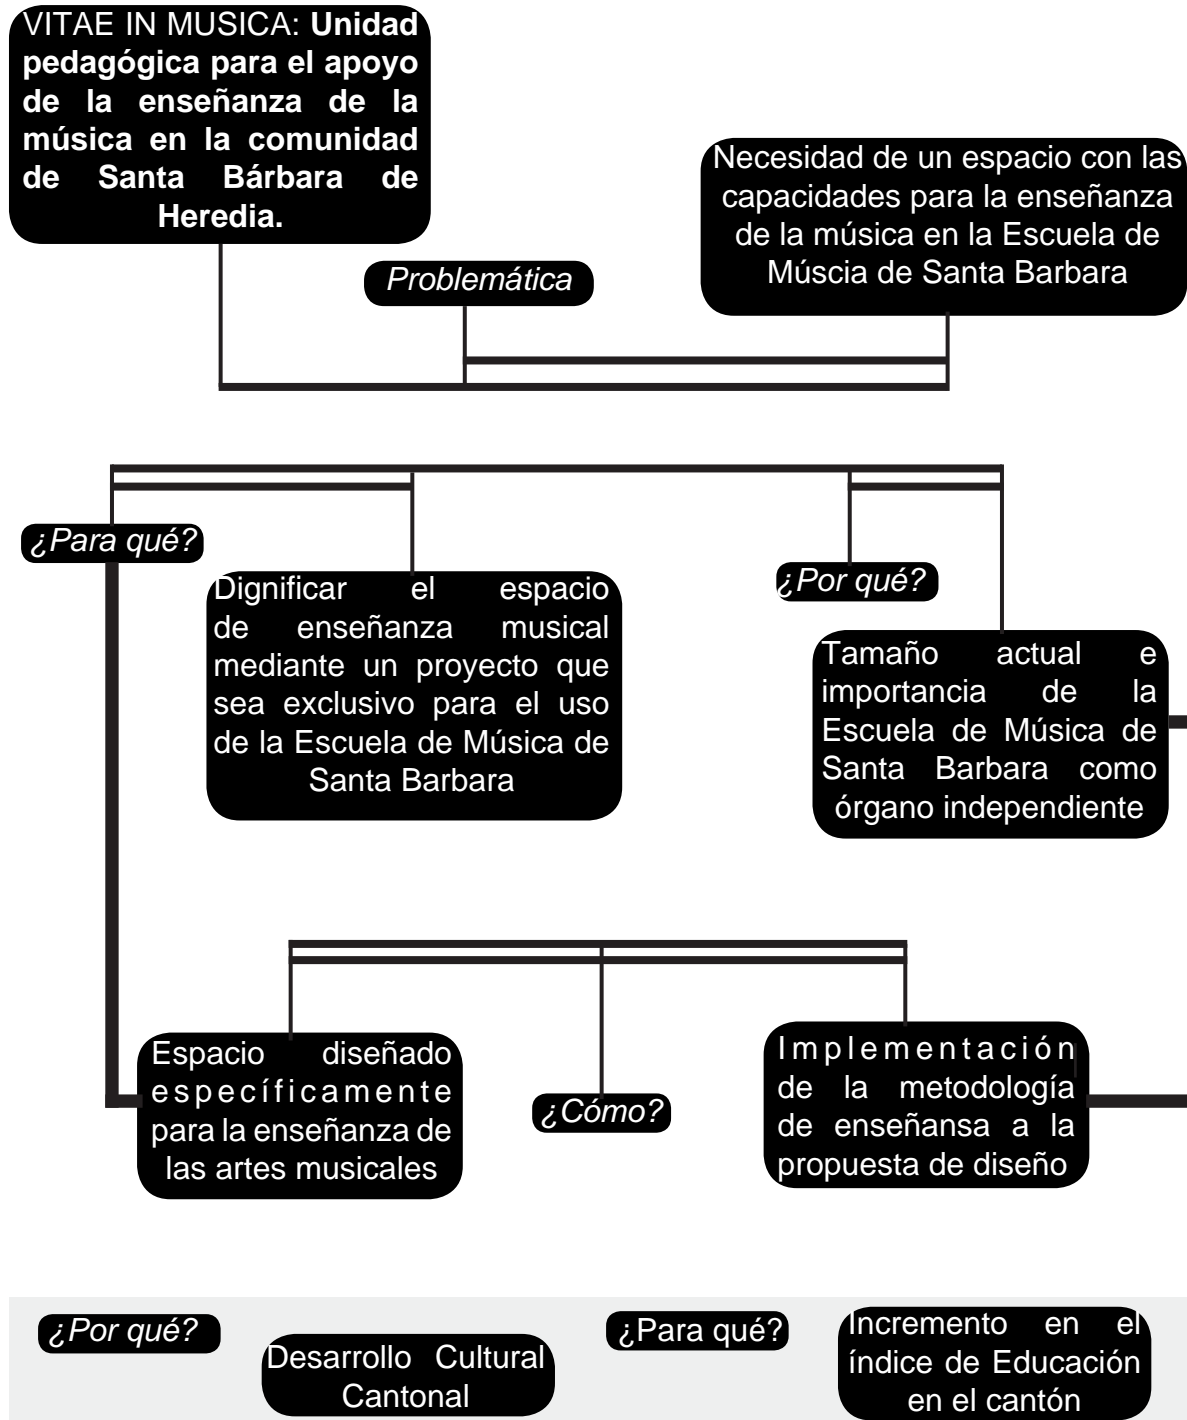 VITAE IN MUSICA: Unidad
pedagógica para el apoyo
de la enseñanza de la
música en la comunidad
de Santa Bárbara de
Heredia.
Necesidad de un espacio con las
capacidades para la enseñanza
de la música en la Escuela de
Múscia de Santa Barbara
Problemática
¿Para qué?
Dignificar el espacio
de enseñanza musical
mediante un proyecto que
sea exclusivo para el uso
de la Escuela de Música de
Santa Barbara
¿Por qué?
Tamaño actual e
importancia de la
Escuela de Música de
Santa Barbara como
órgano independiente
Espacio diseñado
específicamente
para la enseñanza de
las artes musicales
¿Cómo?
Implementación
de la metodología
de enseñansa a la
propuesta de diseño
¿Por qué?
Desarrollo Cultural
Cantonal
¿Para qué?
Incremento en el
índice de Educación
en el cantón